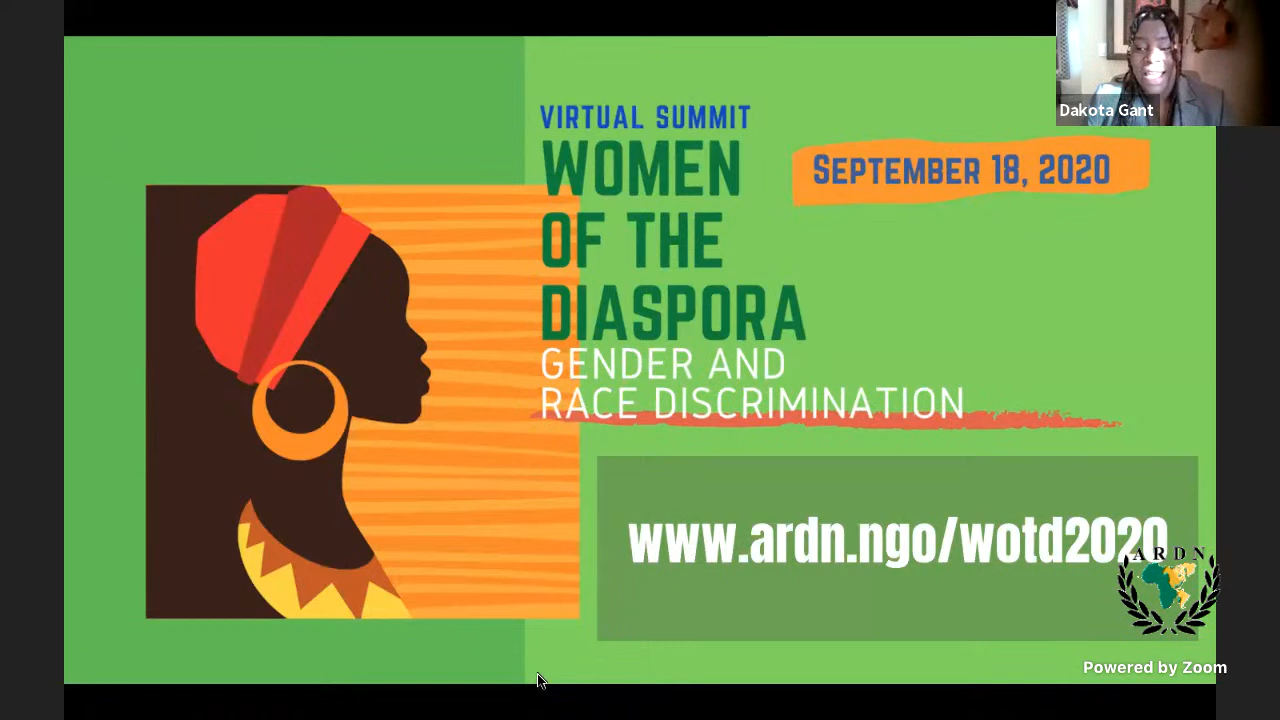 Dakota Gant
VIRTUAL SUMMIT
WOMEN
OF THE
DIASPORA
SEPTEMBER 18, 2020
GENDER AND
RACE DISCRIMINATION
www.ardn.ngo/wotd2020
ARDN
Powered by Zoom